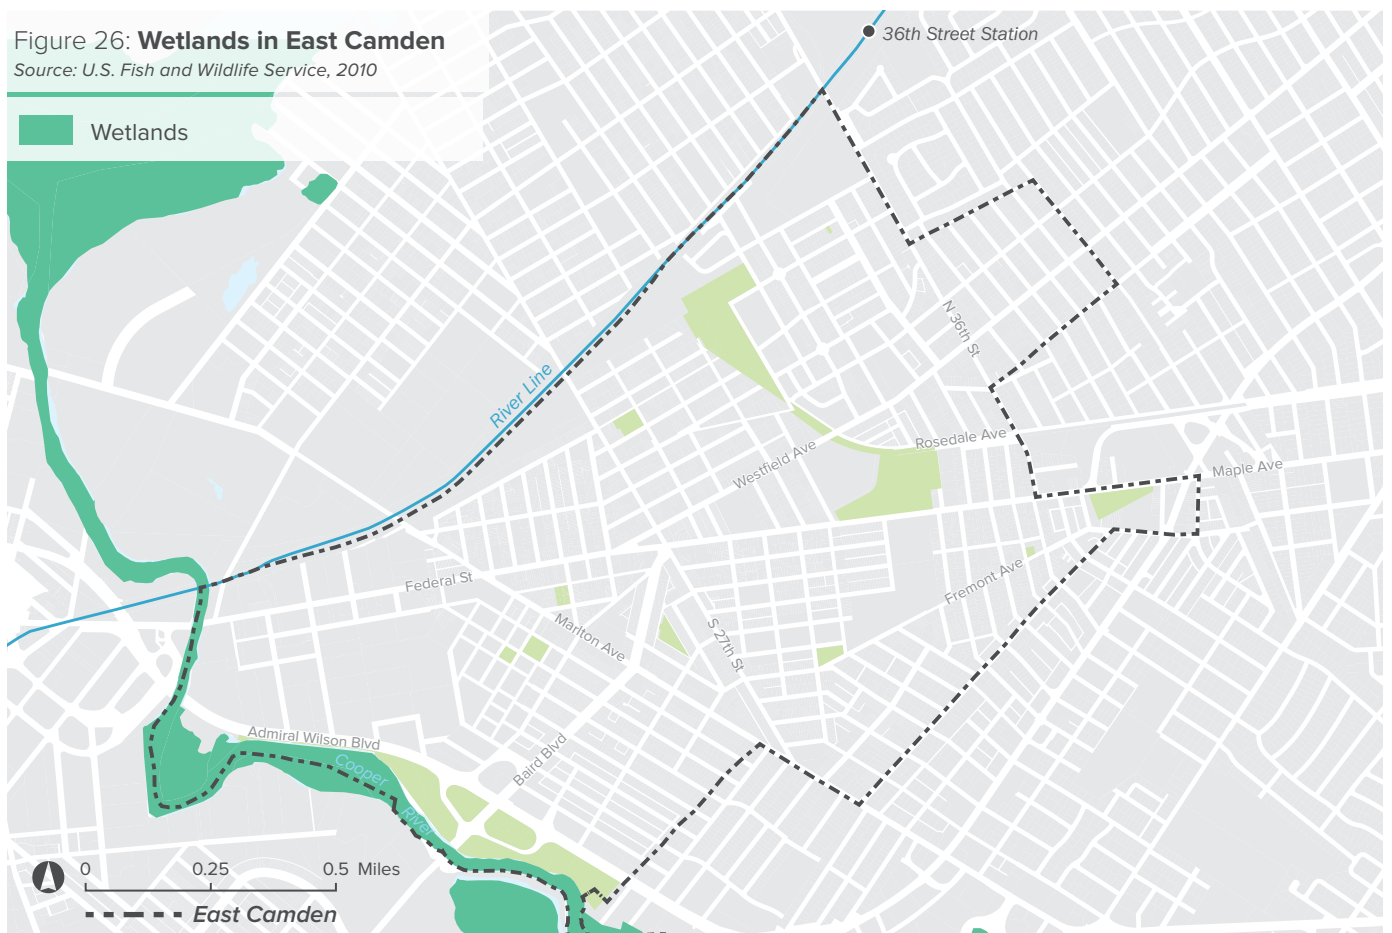 Figure 26: Wetlands in East Camden
Source: U.S. Fish and Wildlife Service, 2010
Wetlands
36th Street Station
River Line
N 36th St
Rosedale Ave
Westfield Ave
Maple Ave
Federal St
Fremont Ave
Marlton Ave
S 27th St
Admiral Wilson Blvd
Baird Blvd
Cooper
River
0 0.25 0.5 Miles
East Camden